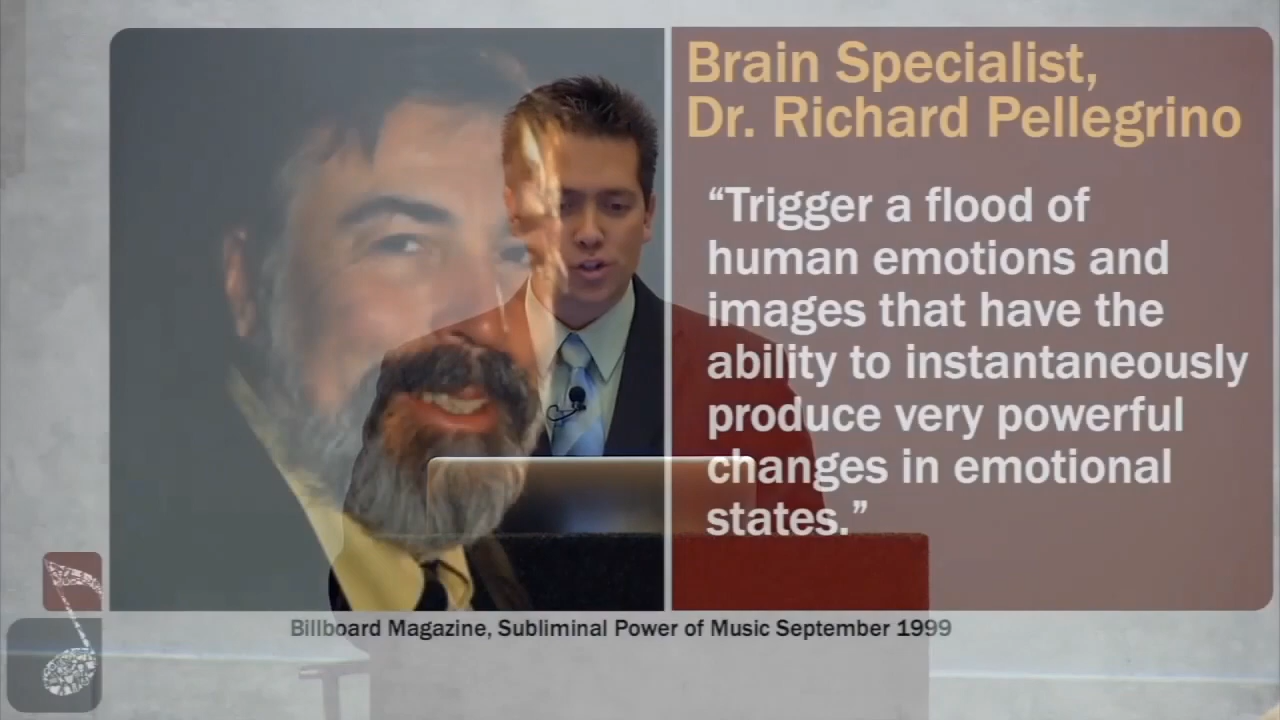 Brain Specialist,
Dr. Richard Pellegrino
“Trigger a flood of
human emotions and
images that have the
ability to instantaneously
produce very powerful
changes in emotional
states.”
Billboard Magazine, Subliminal Power of Music September 1999